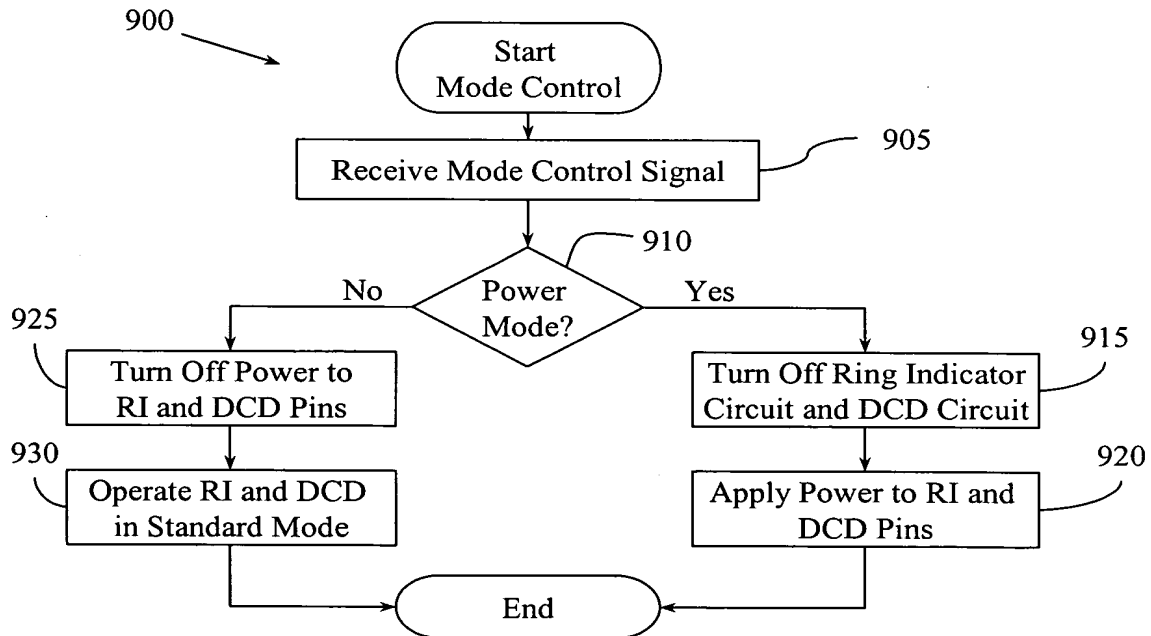 900
Start
Mode Control
905
Receive Mode Control Signal
910
Power
Mode?
No
Yes
925
Turn Off Power to
RI and DCD Pins
915
Turn Off Ring Indicator
Circuit and DCD Circuit
930
Operate RI and DCD
in Standard Mode
920
Apply Power to RI and
DCD Pins
End